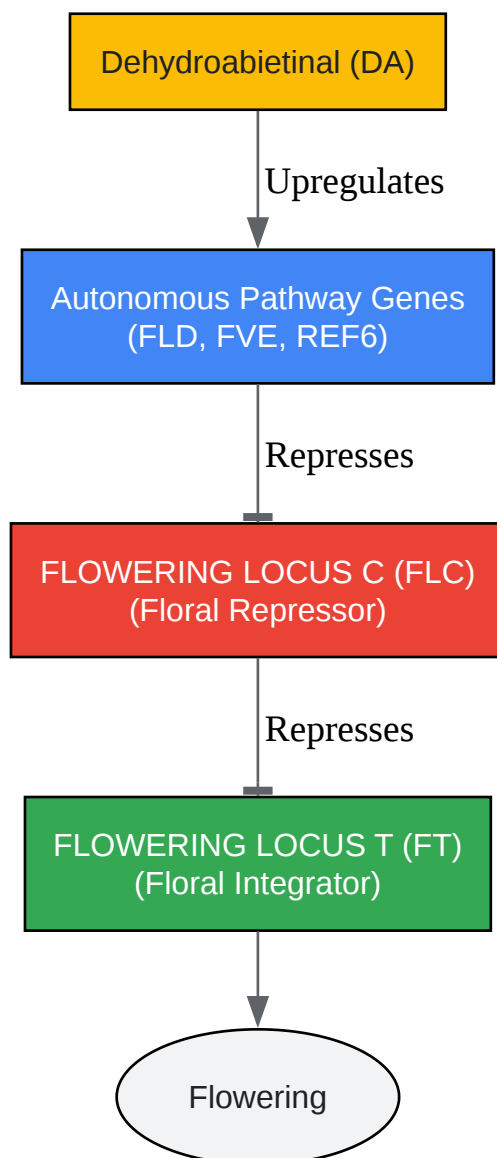 Dehydroabietinal (DA)
Upregulates
Autonomous Pathway Genes
(FLD, FVE, REF6)
Represses
FLOWERING LOCUS C (FLC)
(Floral Repressor)
Represses
FLOWERING LOCUS T (FT)
(Floral Integrator)
Flowering